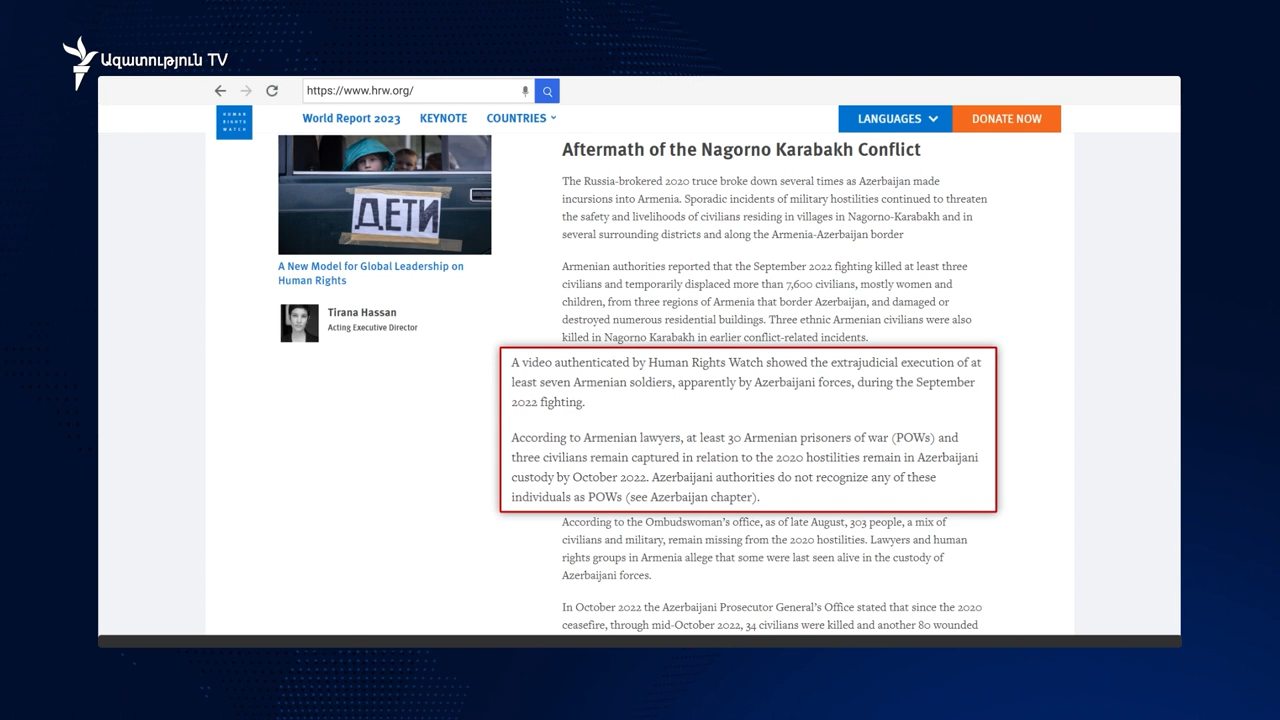 Ազատություն TV
https://www.hrw.org/
HUMAN
RIGHTS
WATCH
World Report 2023 KEYNOTE COUNTRIES
LANGUAGES
DONATE NOW
ДЕТИ
A New Model for Global Leadership on
Human Rights
Tirana Hassan
Acting Executive Director
Aftermath of the Nagorno Karabakh Conflict
The Russia-brokered 2020 truce broke down several times as Azerbaijan made
incursions into Armenia. Sporadic incidents of military hostilities continued to threaten
the safety and livelihoods of civilians residing in villages in Nagorno-Karabakh and in
several surrounding districts and along the Armenia-Azerbaijan border
Armenian authorities reported that the September 2022 fighting killed at least three
civilians and temporarily displaced more than 7,600 civilians, mostly women and
children, from three regions of Armenia that border Azerbaijan, and damaged or
destroyed numerous residential buildings. Three ethnic Armenian civilians were also
killed in Nagorno Karabakh in earlier conflict-related incidents.
A video authenticated by Human Rights Watch showed the extrajudicial execution of at
least seven Armenian soldiers, apparently by Azerbaijani forces, during the September
2022 fighting.
According to Armenian lawyers, at least 30 Armenian prisoners of war (POWs) and
three civilians remain captured in relation to the 2020 hostilities remain in Azerbaijani
custody by October 2022. Azerbaijani authorities do not recognize any of these
individuals as POWs (see Azerbaijan chapter).
According to the Ombudswoman's office, as of late August, 303 people, a mix of
civilians and military, remain missing from the 2020 hostilities. Lawyers and human
rights groups in Armenia allege that some were last seen alive in the custody of
Azerbaijani forces.
In October 2022 the Azerbaijani Prosecutor General's Office stated that since the 2020
ceasefire, through mid-October 2022, 34 civilians were killed and another 80 wounded